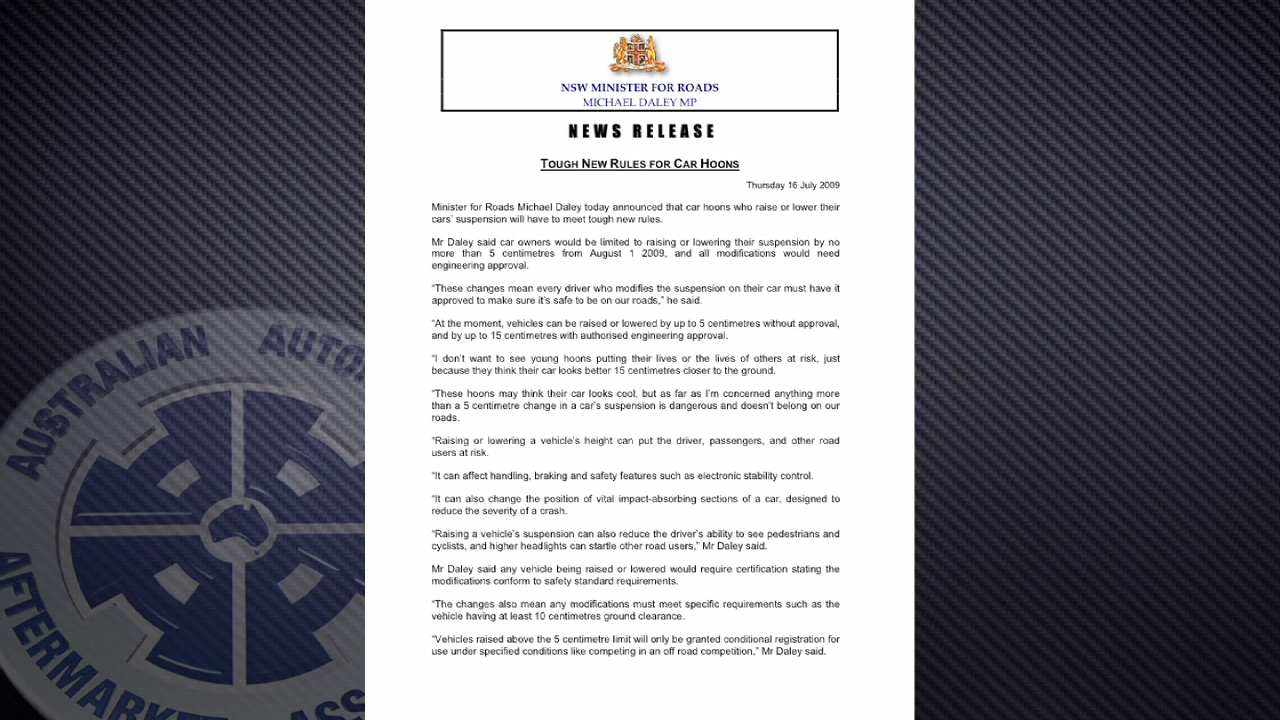 NSW MINISTER FOR ROADS
MICHAEL DALEY MP
NEWS RELEASE
TOUGH NEW RULES FOR CAR HOONS
Thursday 16 July 2009
Minister for Roads Michael Daley today announced that car hoons who raise or lower their
cars' suspension will have to meet tough new rules.
Mr Daley said car owners would be limited to raising or lowering their suspension by no
more than 5 centimetres from August 1 2009, and all modifications would need
engineering approval.
"These changes mean every driver who modifies the suspension on their car must have it
approved to make sure it's safe to be on our roads," he said.
"At the moment, vehicles can be raised or lowered by up to 5 centimetres without approval,
and by up to 15 centimetres with authorised engineering approval.
"I don't want to see young hoons putting their lives or the lives of others at risk, just
because they think their car looks better 15 centimetres closer to the ground.
"These hoons may think their car looks cool, but as far as I'm concerned anything more
than a 5 centimetre change in a car's suspension is dangerous and doesn't belong on our
roads.
"Raising or lowering a vehicle's height can put the driver, passengers, and other road
users at risk.
"It can affect handling, braking and safety features such as electronic stability control.
"It can also change the position of vital impact-absorbing sections of a car, designed to
reduce the severity of a crash.
"Raising a vehicle's suspension can also reduce the driver's ability to see pedestrians and
cyclists, and higher headlights can startle other road users," Mr Daley said.
Mr Daley said any vehicle being raised or lowered would require certification stating the
modifications conform to safety standard requirements.
"The changes also mean any modifications must meet specific requirements such as the
vehicle having at least 10 centimetres ground clearance.
"Vehicles raised above the 5 centimetre limit will only be granted conditional registration for
use under specified conditions like competing in an off road competition," Mr Daley said.
AUSTRALIAN AUTO
AFTERMARKET ASS